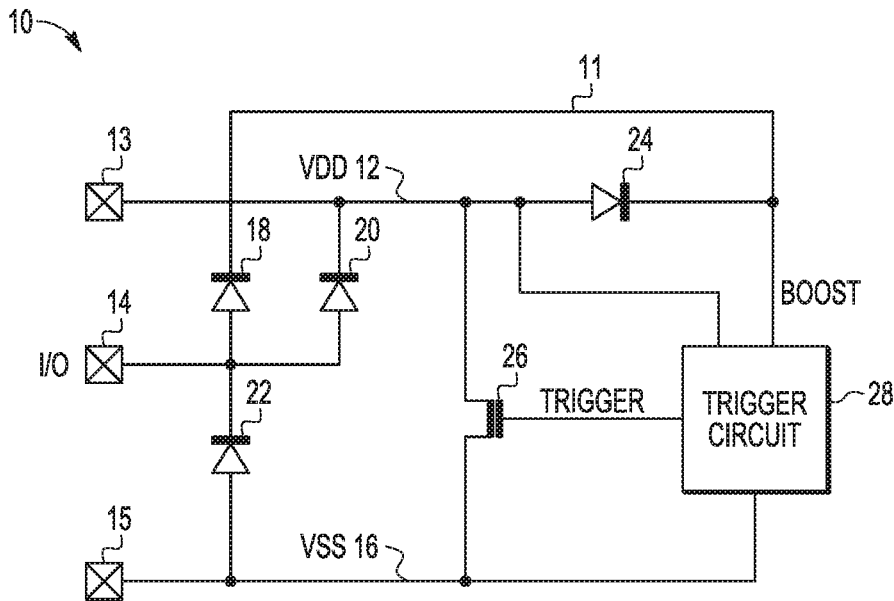 10
11
13
VDD 12
24
18
20
BOOST
14
I/O
26
TRIGGER
TRIGGER
CIRCUIT
28
22
15
VSS 16